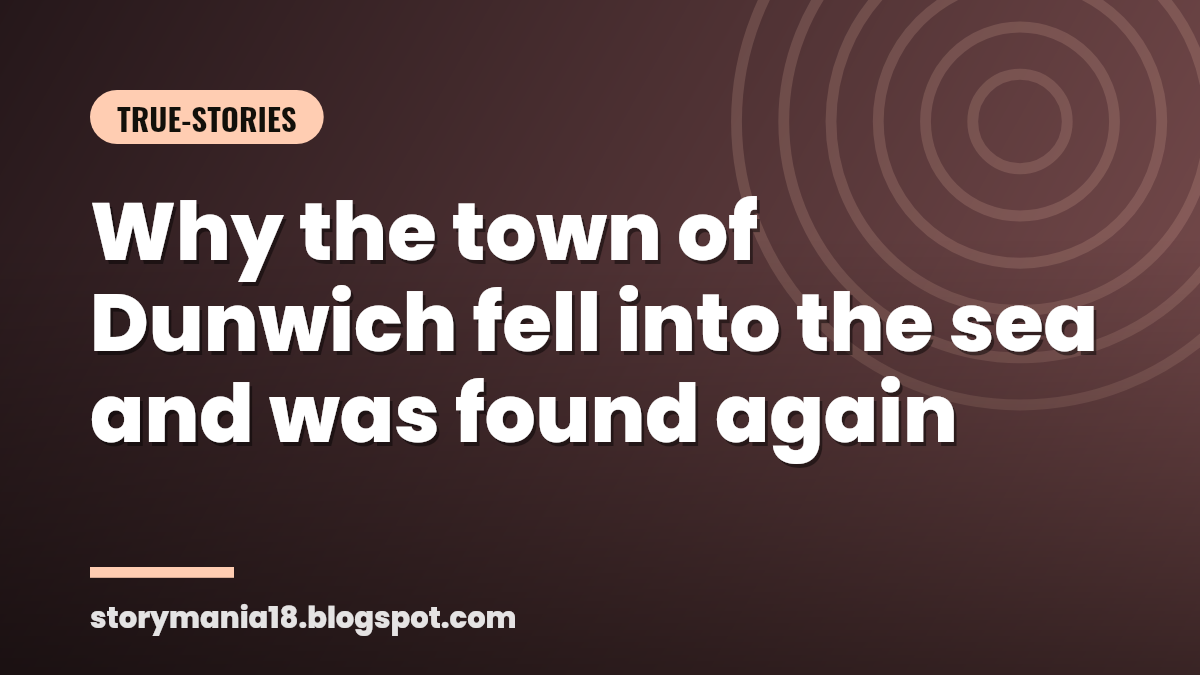 TRUE-STORIES
Why the town of
Dunwich fell into the sea
and was found again
storymania18.blogspot.com